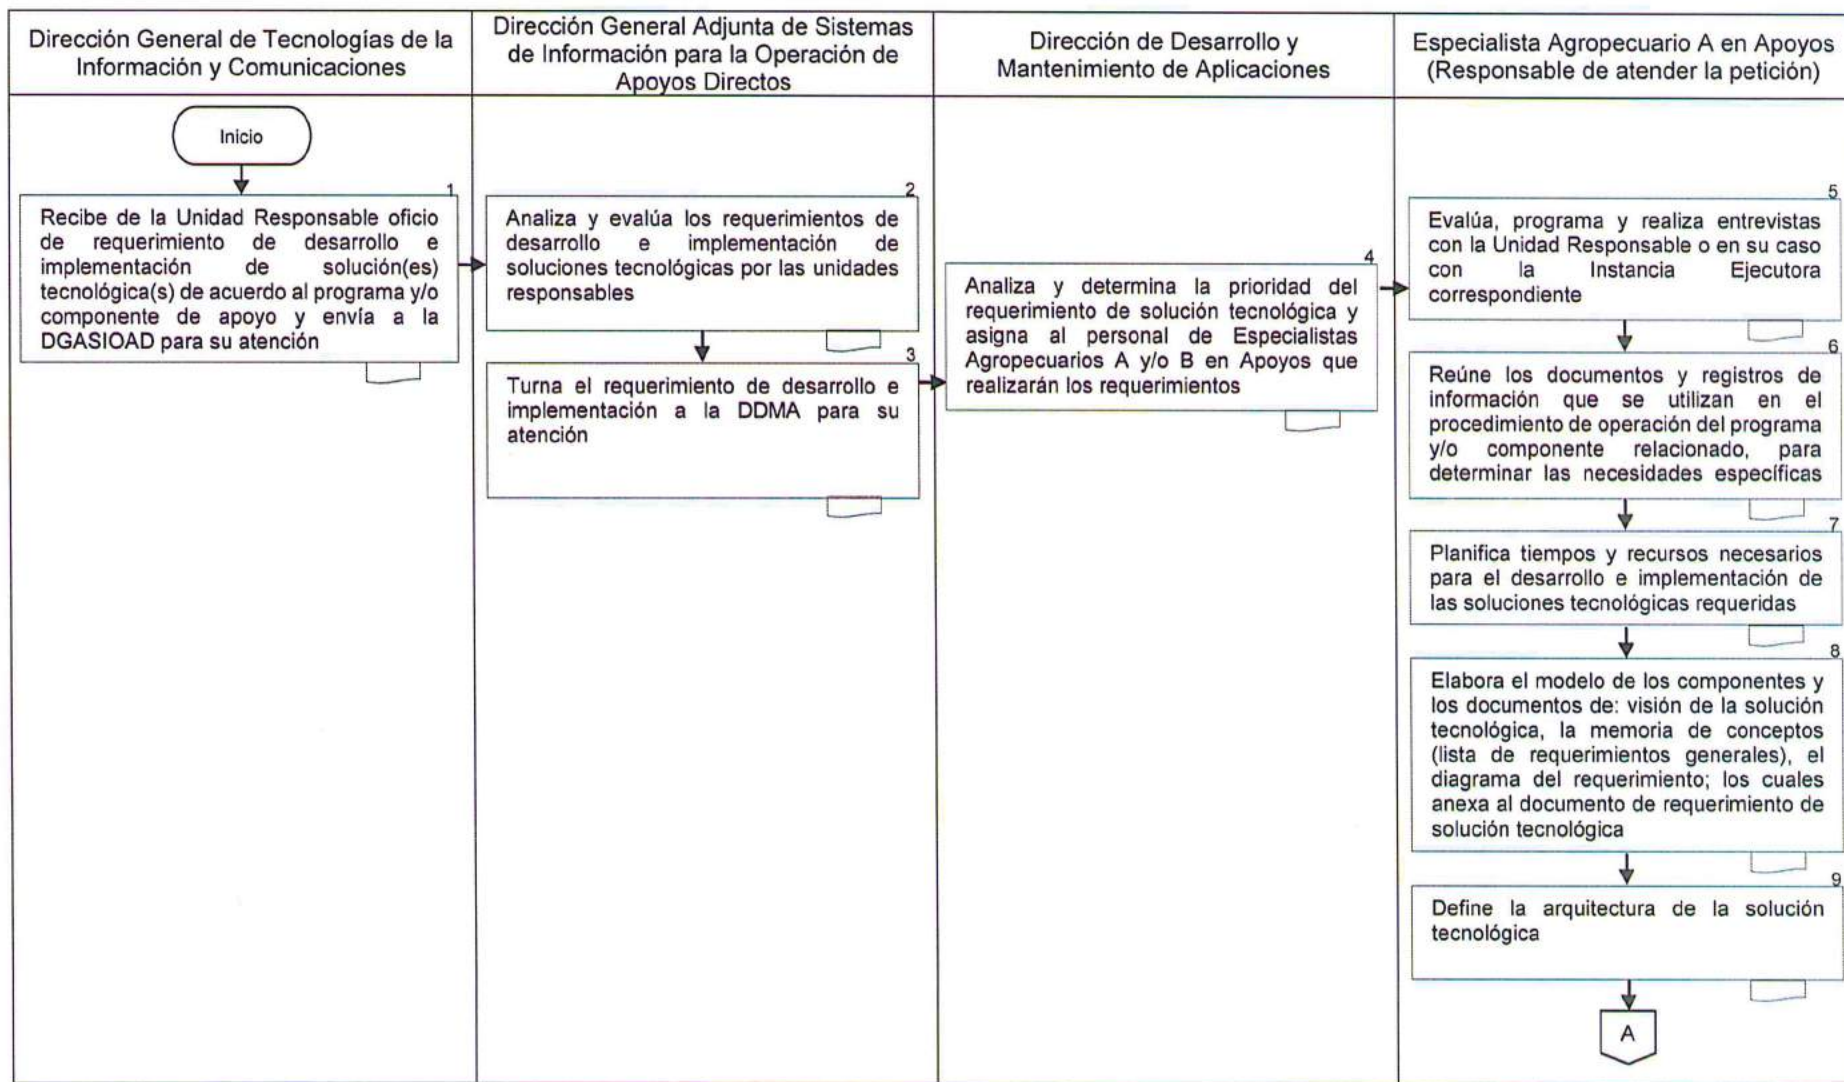 Dirección General de Tecnologías de la
Información y Comunicaciones
Dirección General Adjunta de Sistemas
de Información para la Operación de
Apoyos Directos
Dirección de Desarrollo y
Mantenimiento de Aplicaciones
Especialista Agropecuario A en Apoyos
(Responsable de atender la petición)
Inicio
1
Recibe de la Unidad Responsable oficio
de requerimiento de desarrollo e
implementación de solución(es)
tecnológica(s) de acuerdo al programa y/o
componente de apoyo y envía a la
DGASIOAD para su atención
2
Analiza y evalúa los requerimientos de
desarrollo e implementación de
soluciones tecnológicas por las unidades
responsables
3
Turna el requerimiento de desarrollo e
implementación a la DDMA para su
atención
4
Analiza y determina la prioridad del
requerimiento de solución tecnológica y
asigna al personal de Especialistas
Agropecuarios A y/o B en Apoyos que
realizarán los requerimientos
5
Evalúa, programa y realiza entrevistas
con la Unidad Responsable o en su caso
con la Instancia Ejecutora
correspondiente
6
Reúne los documentos y registros de
información que se utilizan en el
procedimiento de operación del programa
y/o componente relacionado, para
determinar las necesidades específicas
7
Planifica tiempos y recursos necesarios
para el desarrollo e implementación de
las soluciones tecnológicas requeridas
8
Elabora el modelo de los componentes y
los documentos de: visión de la solución
tecnológica, la memoria de conceptos
(lista de requerimientos generales), el
diagrama del requerimiento; los cuales
anexa al documento de requerimiento de
solución tecnológica
9
Define la arquitectura de la solución
tecnológica
A